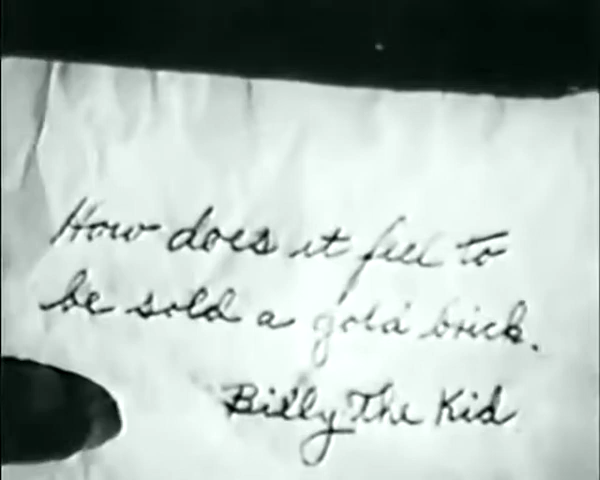 How does it feel to
be sold a gold brick.
Billy The Kid